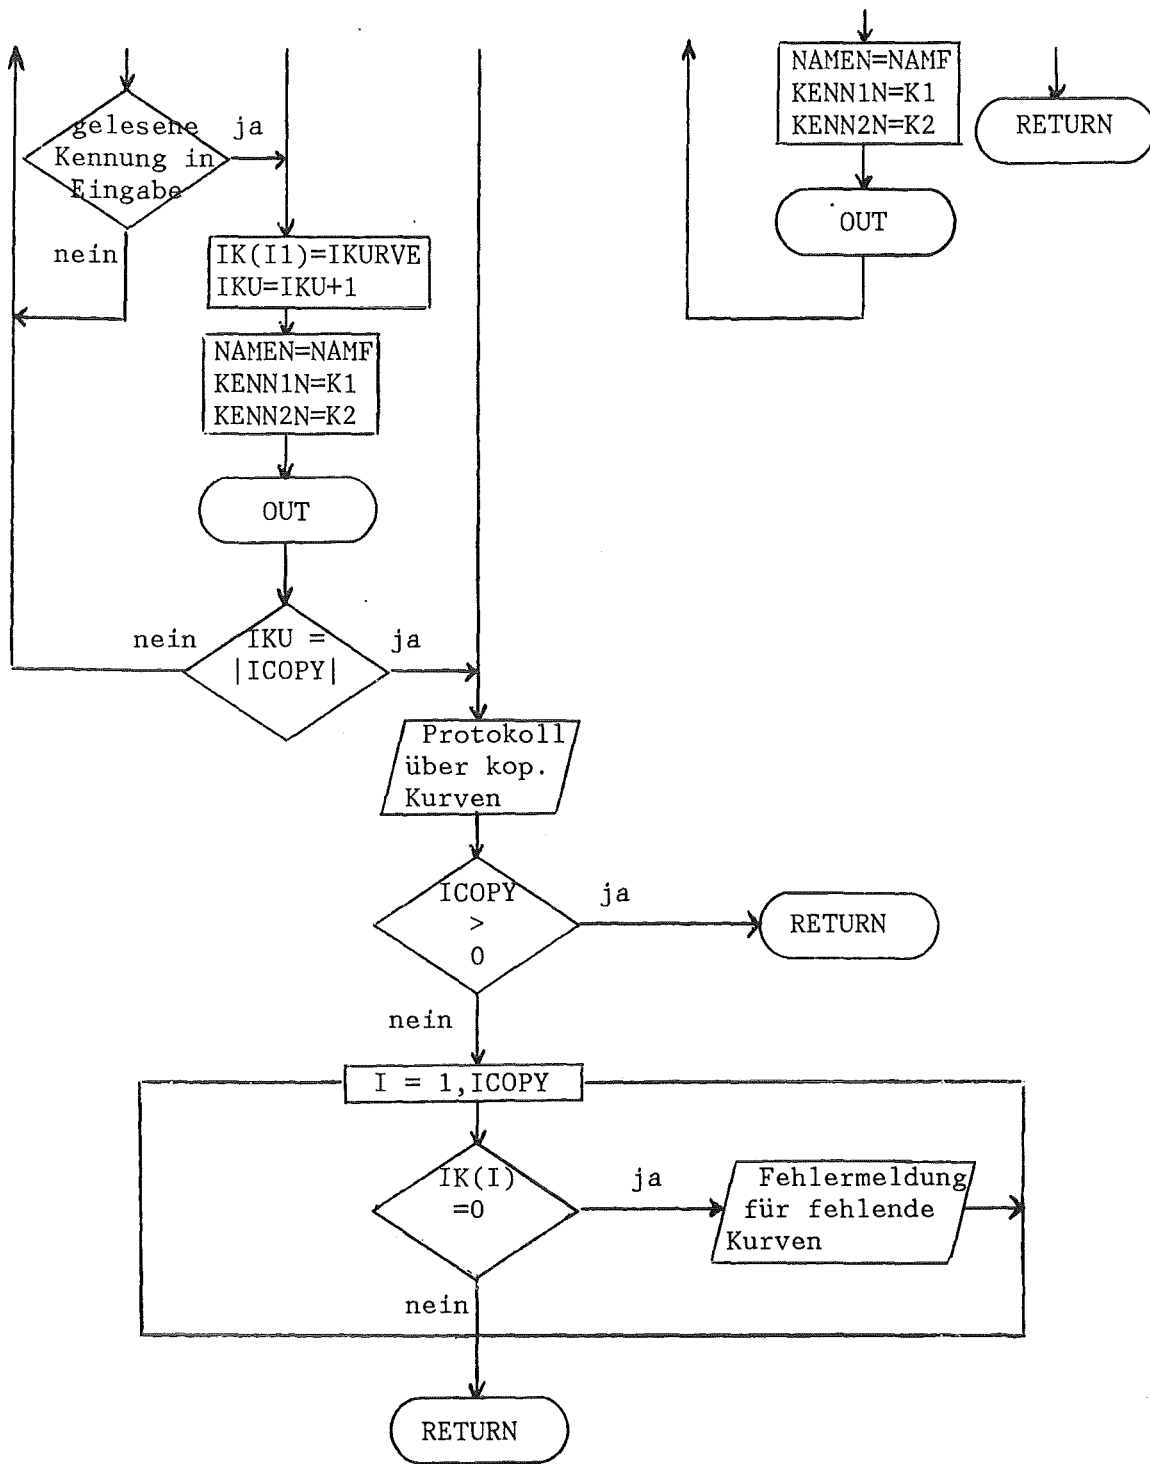 gelesene
Kennung in
Eingabe
ja
nein
IK(I1)=IKURVE
IKU=IKU+1
NAMEN=NAMF
KENN1N=K1
KENN2N=K2
OUT
nein
IKU =
|ICOPY|
ja
NAMEN=NAMF
KENN1N=K1
KENN2N=K2
OUT
RETURN
Protokoll
über kop.
Kurven
ICOPY
>
0
ja
RETURN
nein
I = 1,ICOPY
IK(I)
=0
ja
Fehlermeldung
für fehlende
Kurven
nein
RETURN